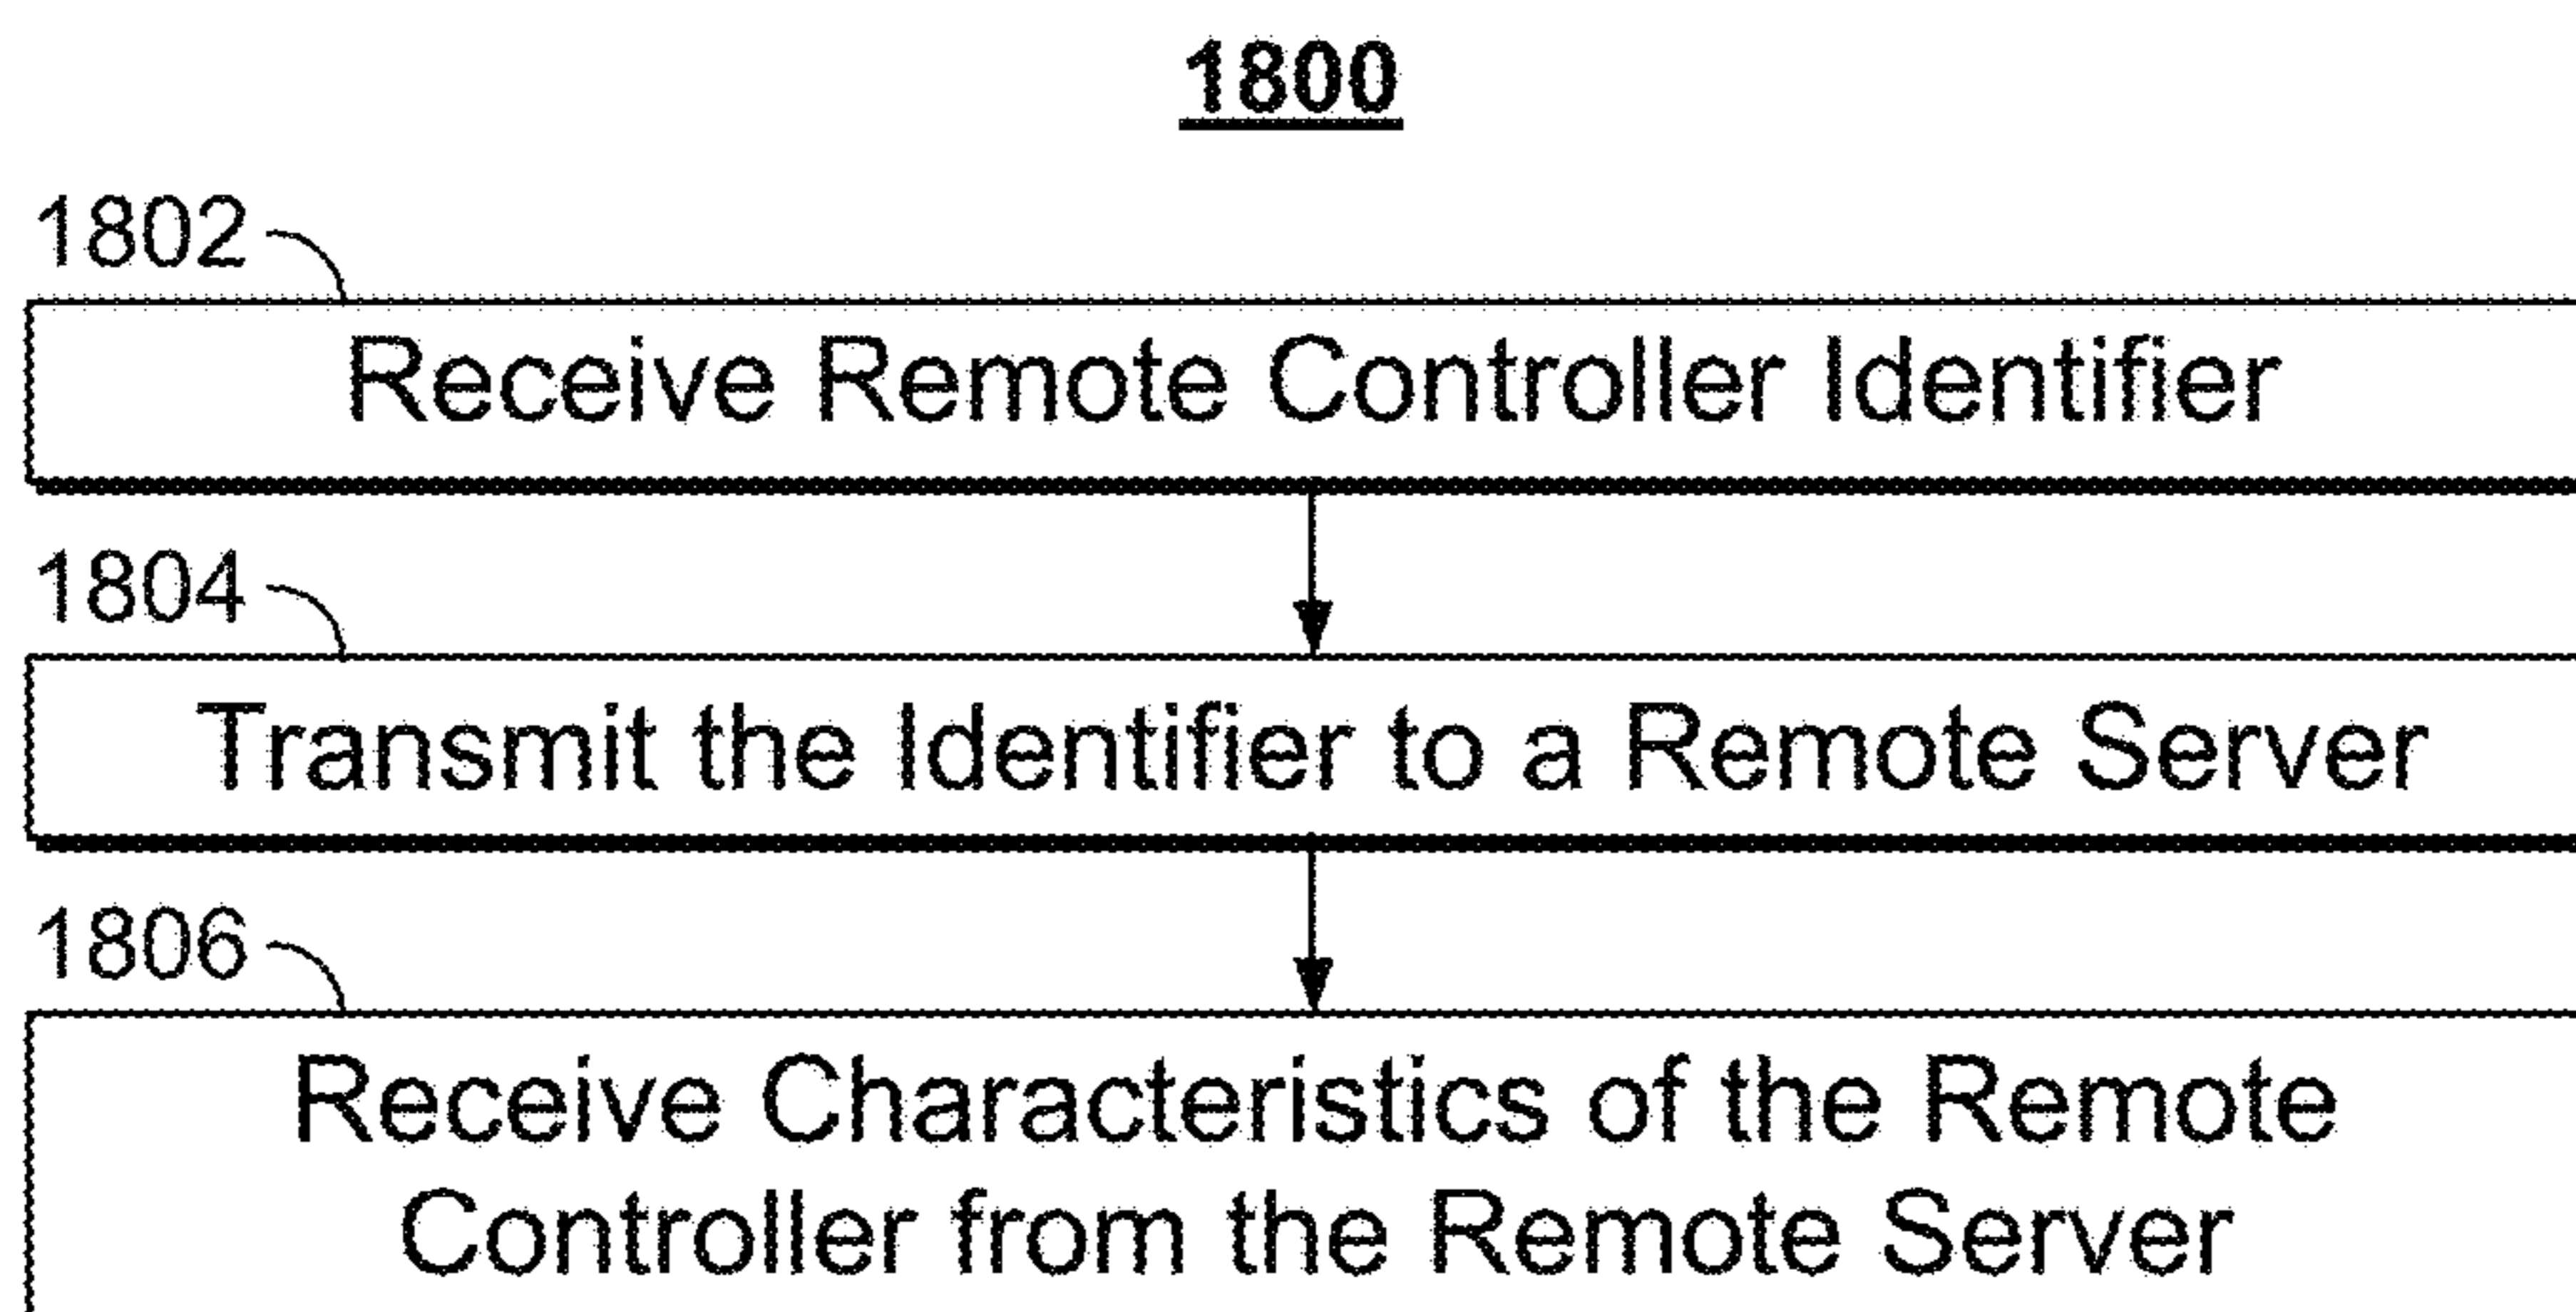 1800
1802
Receive Remote Controller Identifier
1804
Transmit the Identifier to a Remote Server
1806
Receive Characteristics of the Remote
Controller from the Remote Server